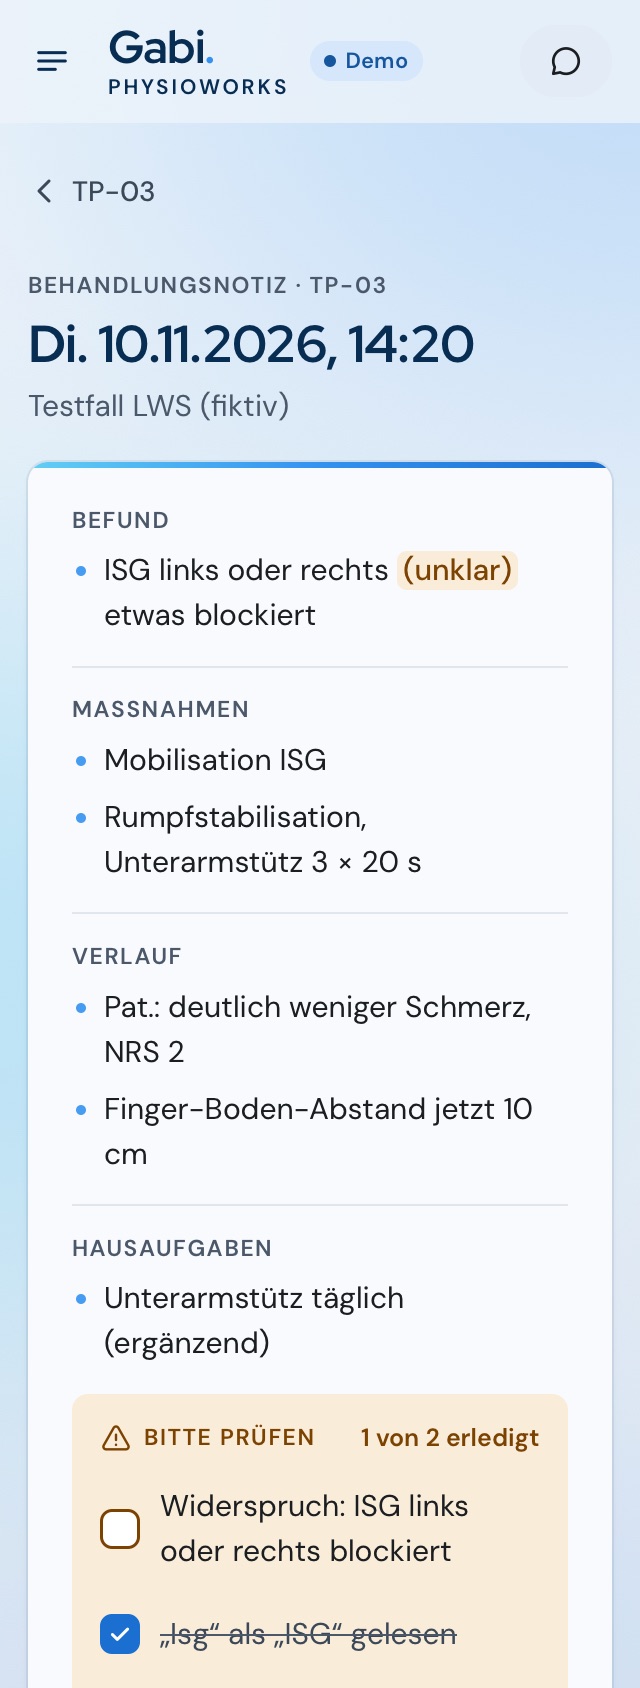 Gabi.
PHYSIOWORKS
Demo
TP-03
BEHANDLUNGSNOTIZ · TP-03
Di. 10.11.2026, 14:20
Testfall LWS (fiktiv)
BEFUND
ISG links oder rechts (unklar)
etwas blockiert
MASSNAHMEN
Mobilisation ISG
Rumpfstabilisation,
Unterarmstütz 3 × 20 s
VERLAUF
Pat.: deutlich weniger Schmerz,
NRS 2
Finger-Boden-Abstand jetzt 10
cm
HAUSAUFGABEN
Unterarmstütz täglich
(ergänzend)
BITTE PRÜFEN 1 von 2 erledigt
Widerspruch: ISG links
oder rechts blockiert
„Isg“ als „ISG“ gelesen